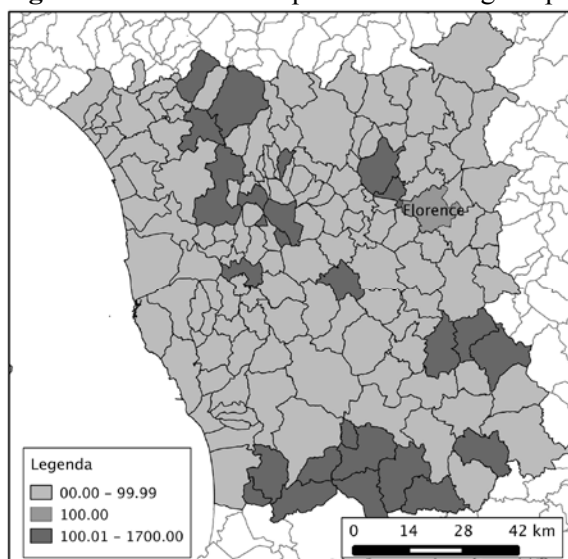 Florence
Legenda
00.00 – 99.99
100.00
100.01 – 1700.00
0 14 28 42 km